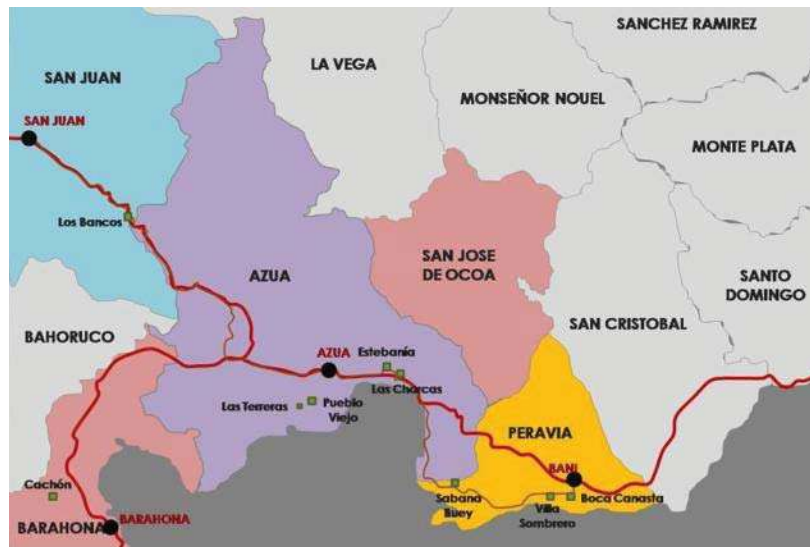 SANCHEZ RAMIREZ
LA VEGA
SAN JUAN
MONSEÑOR NOUEL
SAN JUAN
MONTE PLATA
Los Bancos
SAN JOSE
DE OCOA
AZUA
SANTO
DOMINGO
SAN CRISTOBAL
BAHORUCO
AZUA
Estebanía
Las Charcas
Las Terreras
Pueblo
Viejo
PERAVIA
BANI
Cachón
Sabana
Buey
Villa
Sombrero
Boca Canasta
BARAHONA
BARAHONA